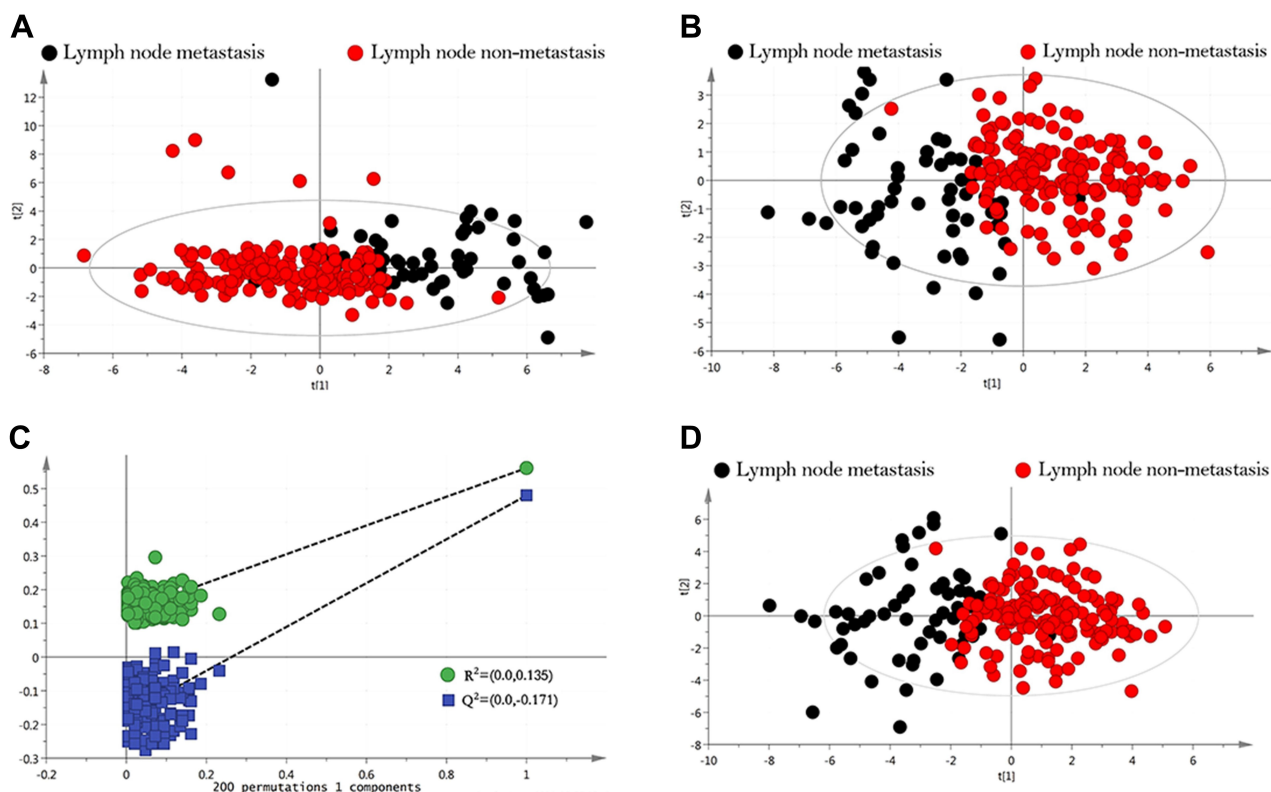 A
Lymph node metastasis Lymph node non-metastasis
12
10
8
6
4
2
0
-2
-4
-6
t[2]
-8 -6 -4 -2 0 2 4 6
t[1]
B
Lymph node metastasis Lymph node non-metastasis
3
2
1
0
-1
-2
-3
-4
-5
-6
t[2]
-10 -8 -6 -4 -2 0 2 4 6
t[1]
C
0.5
0.4
0.3
0.2
0.1
0
-0.1
-0.2
-0.3
R²=(0.0,0.135)
Q²=(0.0,-0.171)
-0.2 0 0.2 0.4 0.6 0.8 1
200 permutations 1 components
D
Lymph node metastasis Lymph node non-metastasis
6
4
2
0
-2
-4
-6
-8
t[2]
-10 -8 -6 -4 -2 0 2 4 6
t[1]